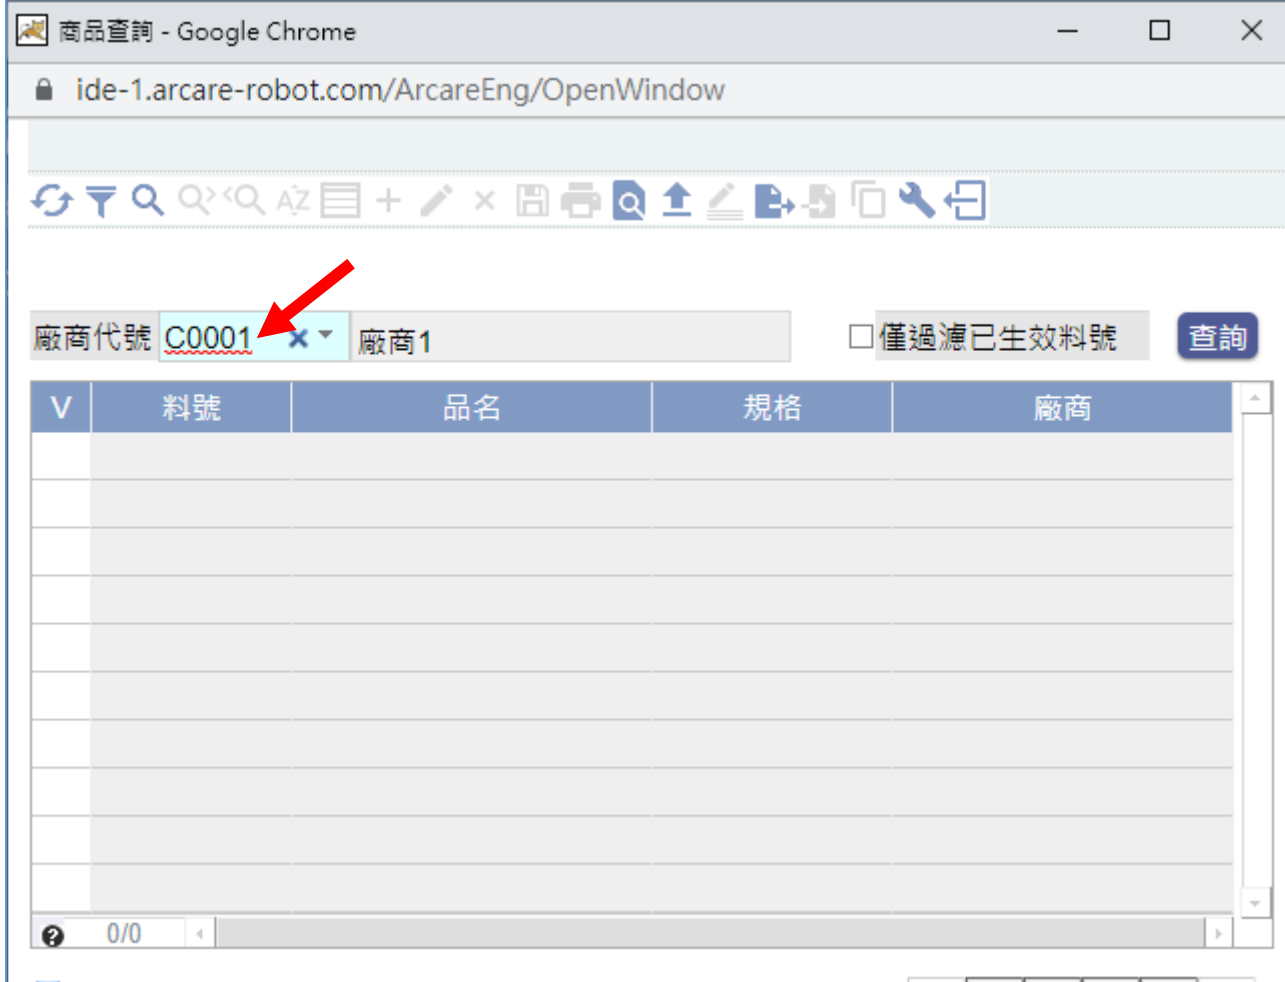 商品查詢 - Google Chrome
ide-1.arcare-robot.com/ArcareEng/OpenWindow
廠商代號 C0001 廠商1 僅過濾已生效料號 查詢
V 料號 品名 規格 廠商
0/0